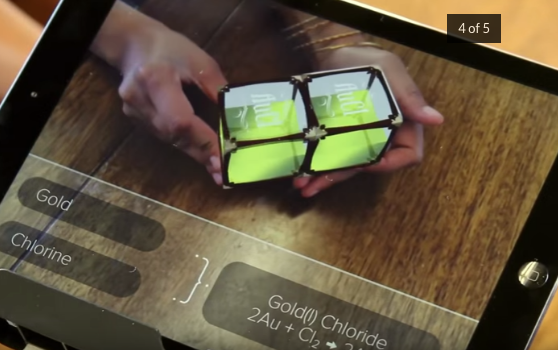 4 of 5
Gold
Chlorine
Gold(I) Chloride
2Au + Cl₂ →